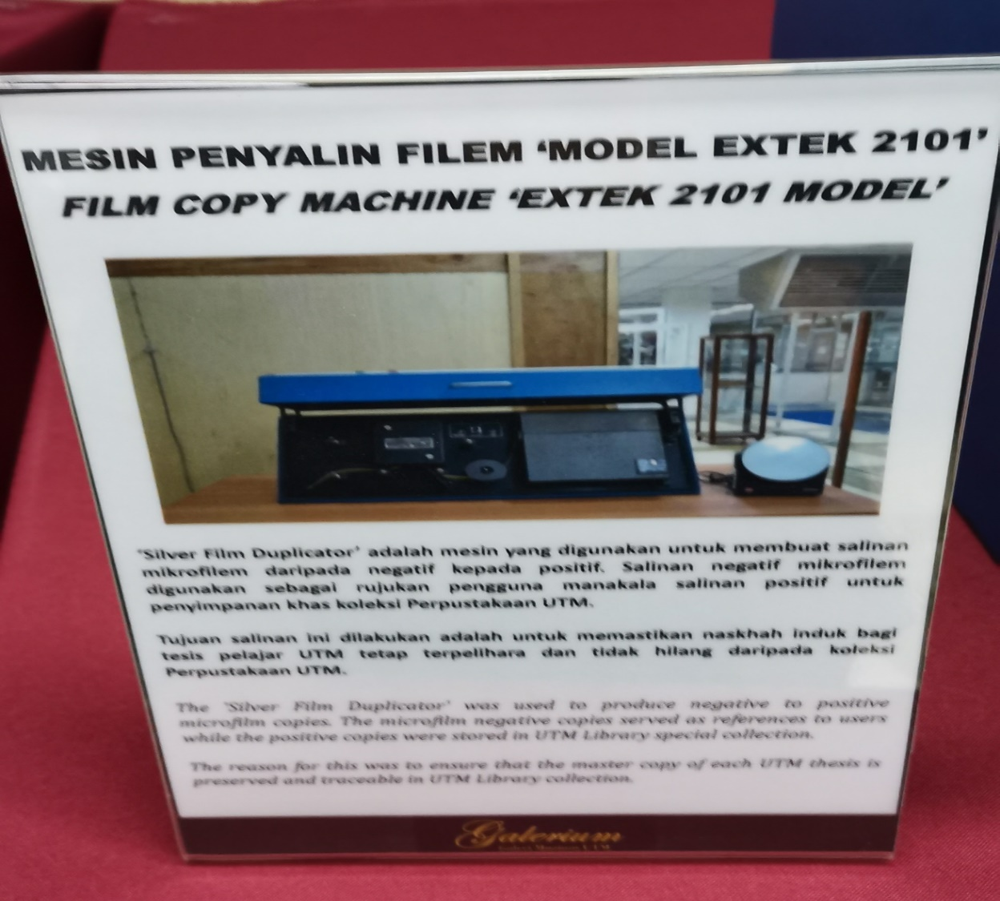 MESIN PENYALIN FILEM ‘MODEL EXTEK 2101’
FILM COPY MACHINE ‘EXTEK 2101 MODEL’
‘Silver Film Duplicator’ adalah mesin yang digunakan untuk membuat salinan
mikrofilem daripada negatif kepada positif. Salinan negatif mikrofilem
digunakan sebagai rujukan pengguna manakala salinan positif untuk
penyimpanan khas koleksi Perpustakaan UTM.
Tujuan salinan ini dilakukan adalah untuk memastikan naskhah induk bagi
tesis pelajar UTM tetap terpelihara dan tidak hilang daripada koleksi
Perpustakaan UTM.
The ‘Silver Film Duplicator’ was used to produce negative to positive
microfilm copies. The microfilm negative copies served as references to users
while the positive copies were stored in UTM Library special collection.
The reason for this was to ensure that the master copy of each UTM thesis is
preserved and traceable in UTM Library collection.
Galerium